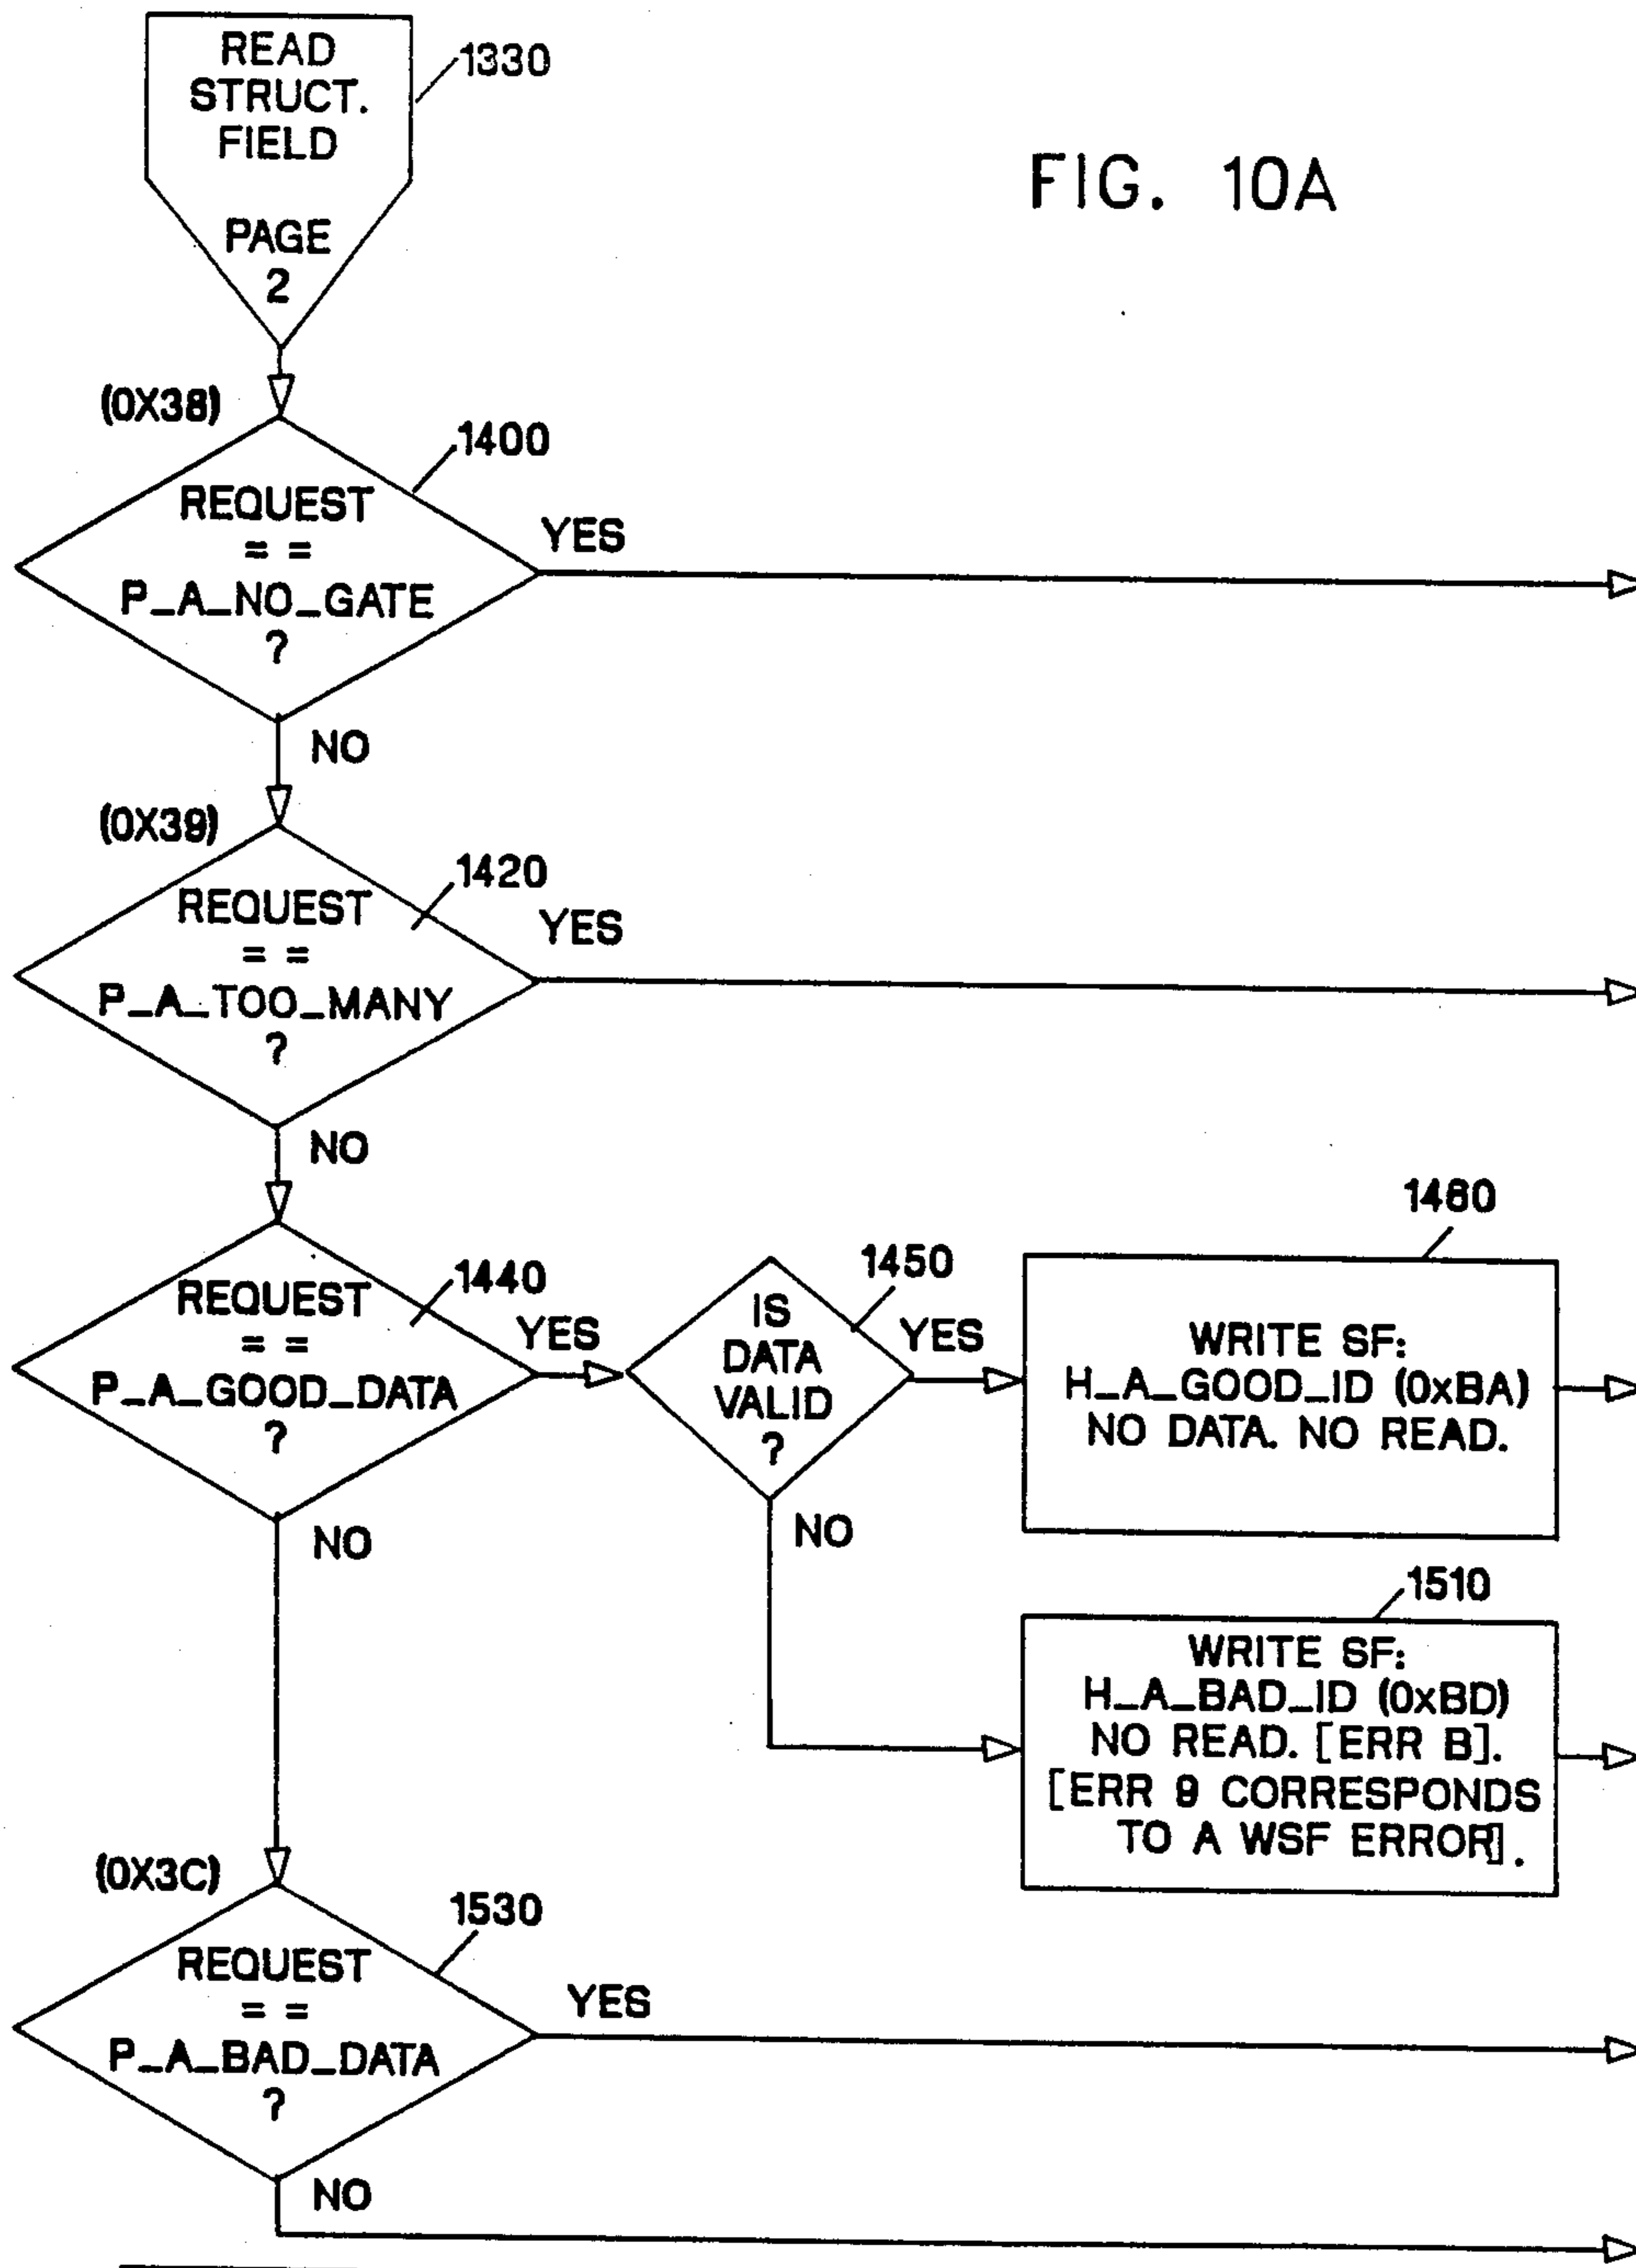 READ
STRUCT.
FIELD
PAGE
2
1330
FIG. 10A
(0X38)
1400
REQUEST
= =
P_A_NO_GATE
?
YES
NO
(0X39)
1420
REQUEST
= =
P_A_TOO_MANY
?
YES
NO
1440
REQUEST
= =
P_A_GOOD_DATA
?
YES
NO
1450
IS
DATA
VALID
?
YES
NO
1460
WRITE SF:
H_A_GOOD_ID (0xBA)
NO DATA. NO READ.
1510
WRITE SF:
H_A_BAD_ID (0xBD)
NO READ. [ERR B].
[ERR 9 CORRESPONDS
TO A WSF ERROR].
(0X3C)
1530
REQUEST
= =
P_A_BAD_DATA
?
YES
NO